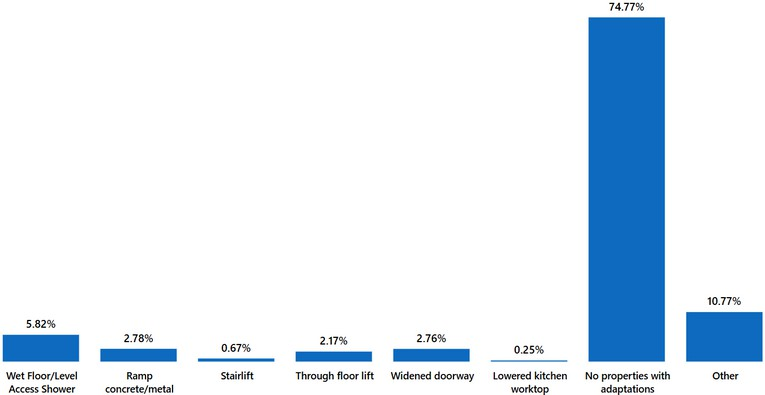 74.77%
10.77%
5.82%
2.78%
0.67%
2.17%
2.76%
0.25%
Wet Floor/Level
Access Shower
Ramp
concrete/metal
Stairlift
Through floor lift
Widened doorway
Lowered kitchen
worktop
No properties with
adaptations
Other